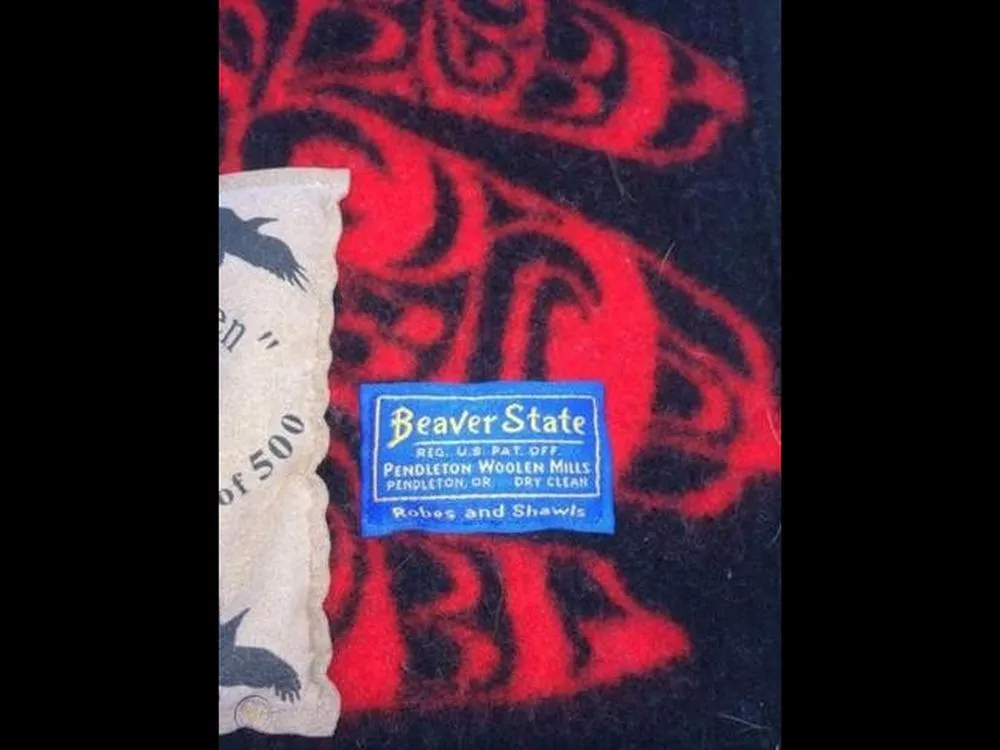 en "
of 500
Beaver State
REG. U.S. PAT. OFF.
PENDLETON WOOLEN MILLS
PENDLETON, OR. DRY CLEAN
Robes and Shawls